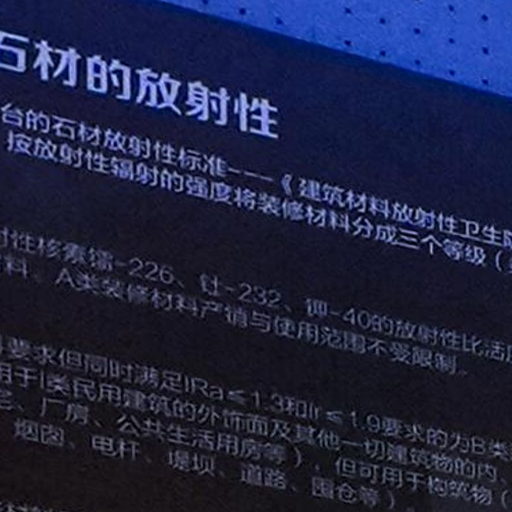 石材的放射性
台的石材放射性标准---《建筑材料放射性卫生防
按放射性辐射的强度将装修材料分成三个等级（
射性核素镭-226、钍-232、钾-40的放射性比活度
材料，A类装修材料产销与使用范围不受限制。
要求但同时满足IRa≤1.3和Ir≤1.9要求的为B类
用于I类民用建筑的外饰面及其他一切建筑物的内、
、厂房、公共生活用房等），但可用于构筑物（
烟囱、电杆、堤坝、道路、围仓等）。